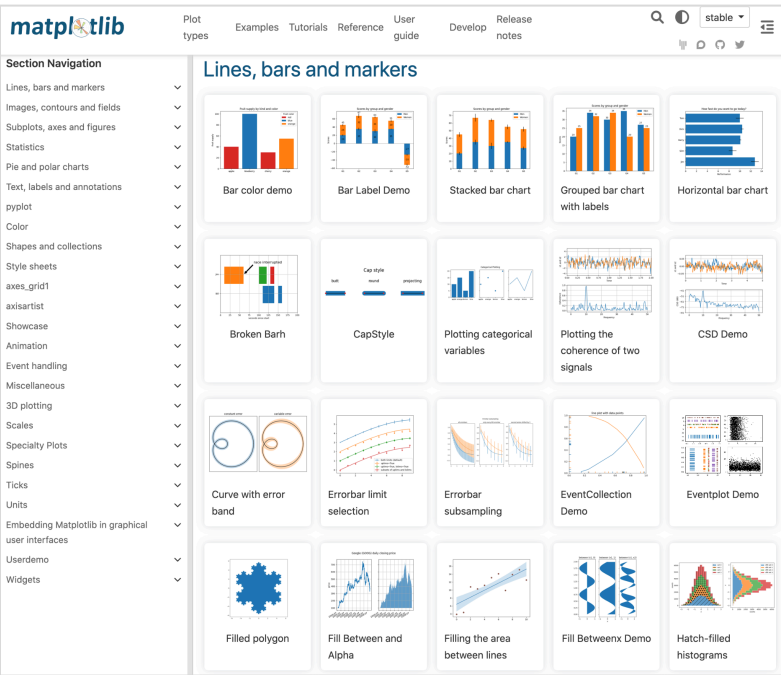 matplotlib
Plot
types
Examples
Tutorials
Reference
User
guide
Develop
Release
notes
stable
Section Navigation
Lines, bars and markers
Images, contours and fields
Subplots, axes and figures
Statistics
Pie and polar charts
Text, labels and annotations
pyplot
Color
Shapes and collections
Style sheets
axes_grid1
axisartist
Showcase
Animation
Event handling
Miscellaneous
3D plotting
Scales
Specialty Plots
Spines
Ticks
Units
Embedding Matplotlib in graphical
user interfaces
Userdemo
Widgets
Lines, bars and markers
Bar color demo
Bar Label Demo
Stacked bar chart
Grouped bar chart
with labels
Horizontal bar chart
race interrupted
Broken Barh
Cap style
butt
round
projecting
CapStyle
Plotting categorical
variables
Plotting the
coherence of two
signals
CSD Demo
Curve with error
band
Errorbar limit
selection
Errorbar
subsampling
EventCollection
Demo
Eventplot Demo
Filled polygon
Fill Between and
Alpha
Filling the area
between lines
Fill Betweenx Demo
Hatch-filled
histograms